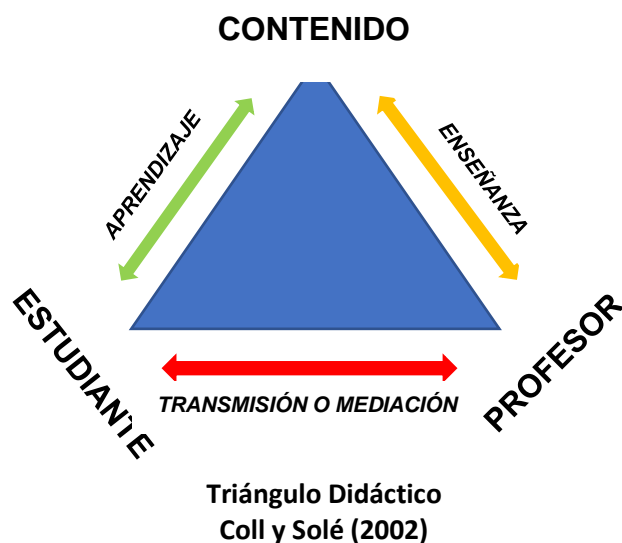 CONTENIDO
APRENDIZAJE
ENSEÑANZA
ESTUDIANTE
PROFESOR
TRANSMISIÓN O MEDIACIÓN
Triángulo Didáctico
Coll y Solé (2002)